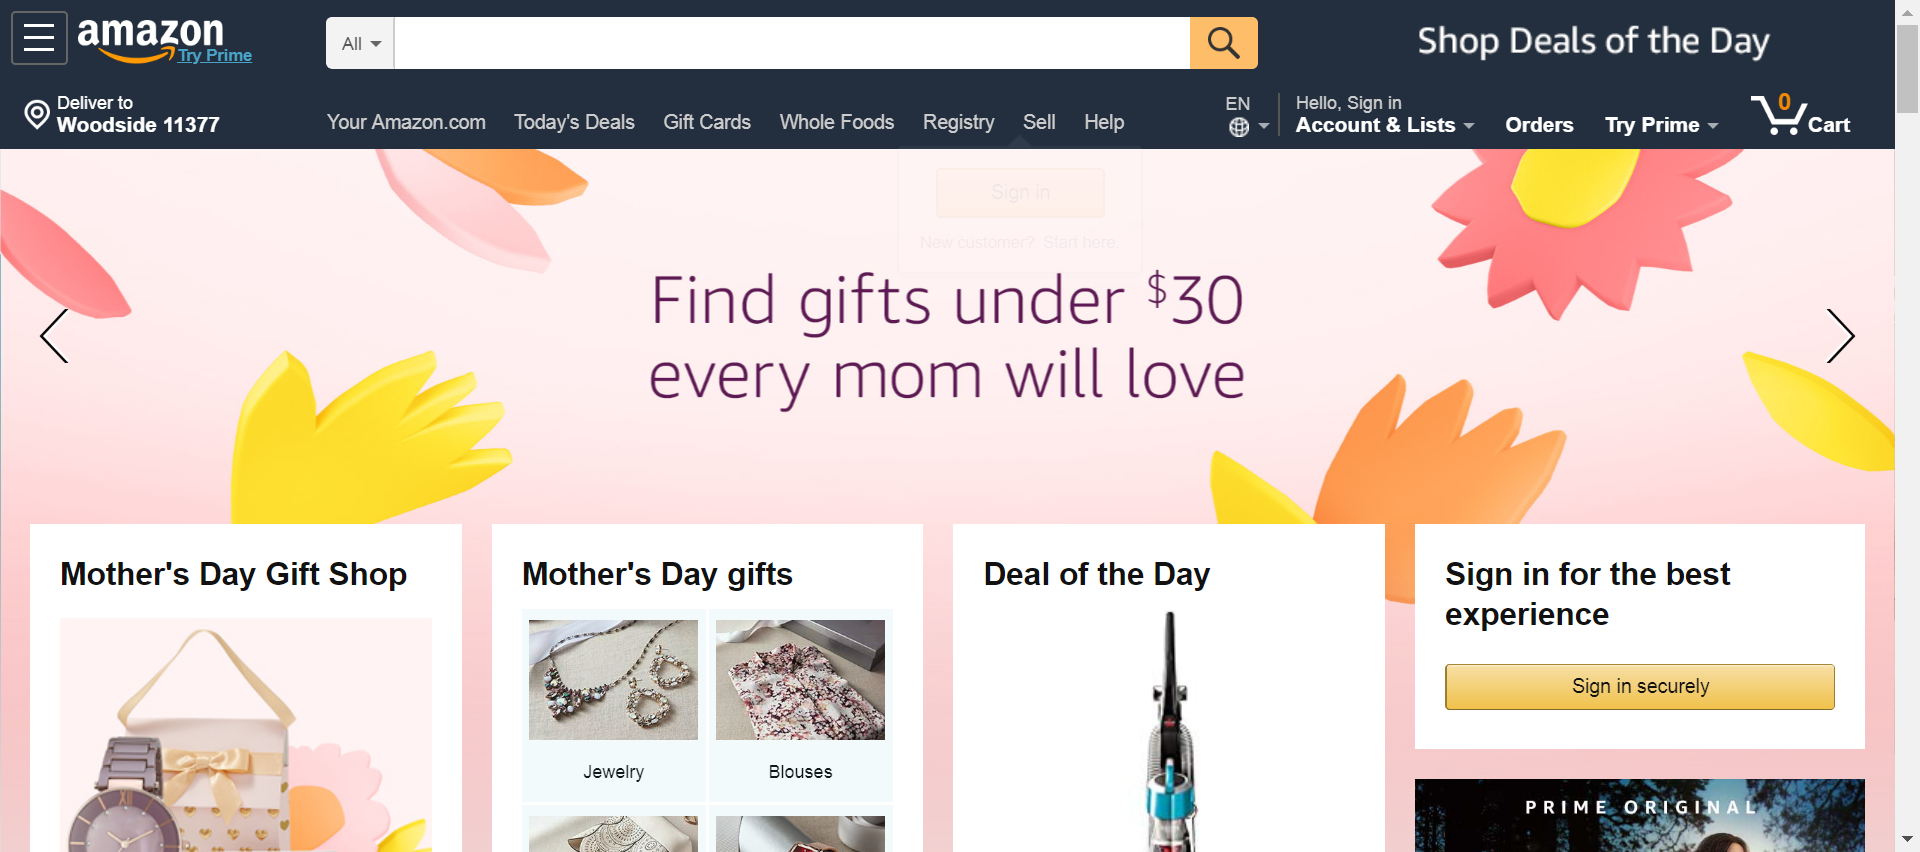 amazon
Try Prime
All
Shop Deals of the Day
Deliver to
Woodside 11377
Your Amazon.com
Today's Deals
Gift Cards
Whole Foods
Registry
Sell
Help
EN
Hello, Sign in
Account & Lists
Orders
Try Prime
0
Cart
Sign in
New customer? Start here.
Find gifts under $30
every mom will love
Mother's Day Gift Shop
Mother's Day gifts
Jewelry
Blouses
Deal of the Day
Sign in for the best
experience
Sign in securely
PRIME ORIGINAL